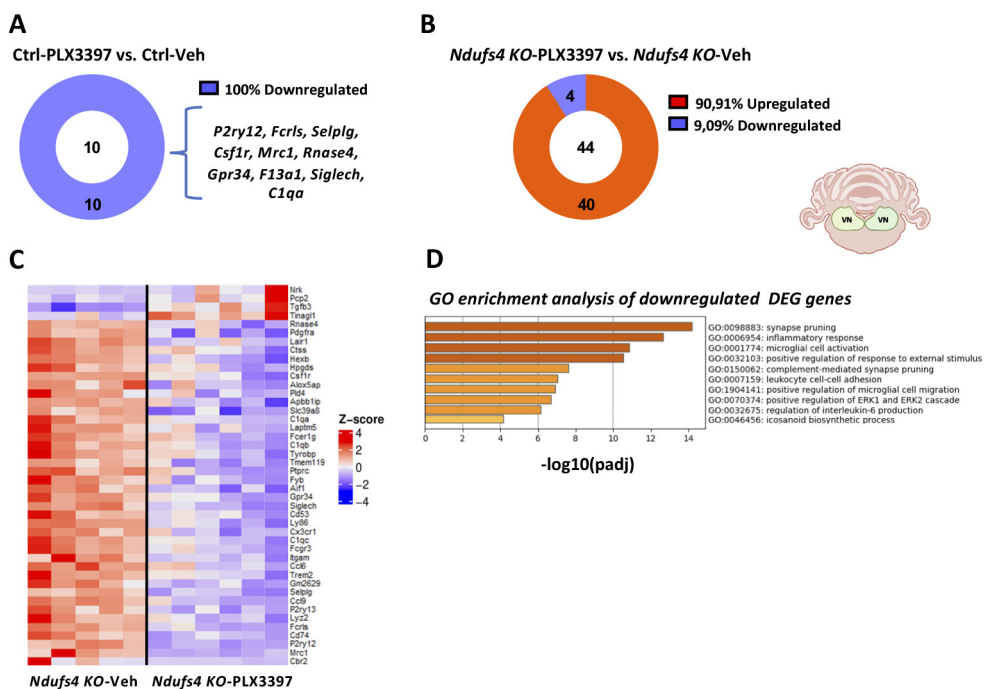 A
Ctrl-PLX3397 vs. Ctrl-Veh
100% Downregulated
10
10
P2ry12, Fcrls, Selplg,
Csf1r, Mrc1, Rnase4,
Gpr34, F13a1, Siglech,
C1qa
B
Ndufs4 KO-PLX3397 vs. Ndufs4 KO-Veh
4
44
40
90,91% Upregulated
9,09% Downregulated
VN
VN
C
Nrk
Pcp2
Tgfb3
Tinagl1
Rnase4
Pdgfra
Lair1
Ctss
Hexb
Hpgds
Csf1r
Alox5ap
Pld4
Apbb1ip
Slc39a8
C1qa
Laptm5
Fcer1g
C1qb
Tyrobp
Tmem119
Ptprc
Fyb
Aif1
Gpr34
Siglech
Cd53
Ly86
Cx3cr1
C1qc
Fcgr3
Itgam
Ccl6
Trem2
Gm2629
Selplg
Ccl9
P2ry13
Lyz2
Fcrls
Cd74
P2ry12
Mrc1
Cbr2
Z-score
4
2
0
−2
−4
Ndufs4 KO-Veh
Ndufs4 KO-PLX3397
D
GO enrichment analysis of downregulated DEG genes
GO:0098883: synapse pruning
GO:0006954: inflammatory response
GO:0001774: microglial cell activation
GO:0032103: positive regulation of response to external stimulus
GO:0150062: complement-mediated synapse pruning
GO:0007159: leukocyte cell-cell adhesion
GO:1904141: positive regulation of microglial cell migration
GO:0070374: positive regulation of ERK1 and ERK2 cascade
GO:0032675: regulation of interleukin-6 production
GO:0046456: icosanoid biosynthetic process
0 2 4 6 8 10 12 14
-log10(padj)